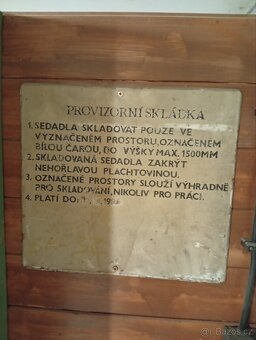 PROVIZORNÍ SKLÁDKA
1. SEDADLA SKLADOVAT POUZE VE
VYZNAČENÉM PROSTORU, OZNAČENÉM
BÍLOU ČAROU, DO VÝŠKY MAX. 1500MM
2. SKLADOVANÁ SEDADLA ZAKRÝT
NEHOŘLAVOU PLACHTOVINOU.
3. OZNAČENÉ PROSTORY SLOUŽÍ VÝHRADNĚ
PRO SKLADOVÁNÍ, NIKOLIV PRO PRÁCI.
4. PLATÍ DO:
sbazar.cz